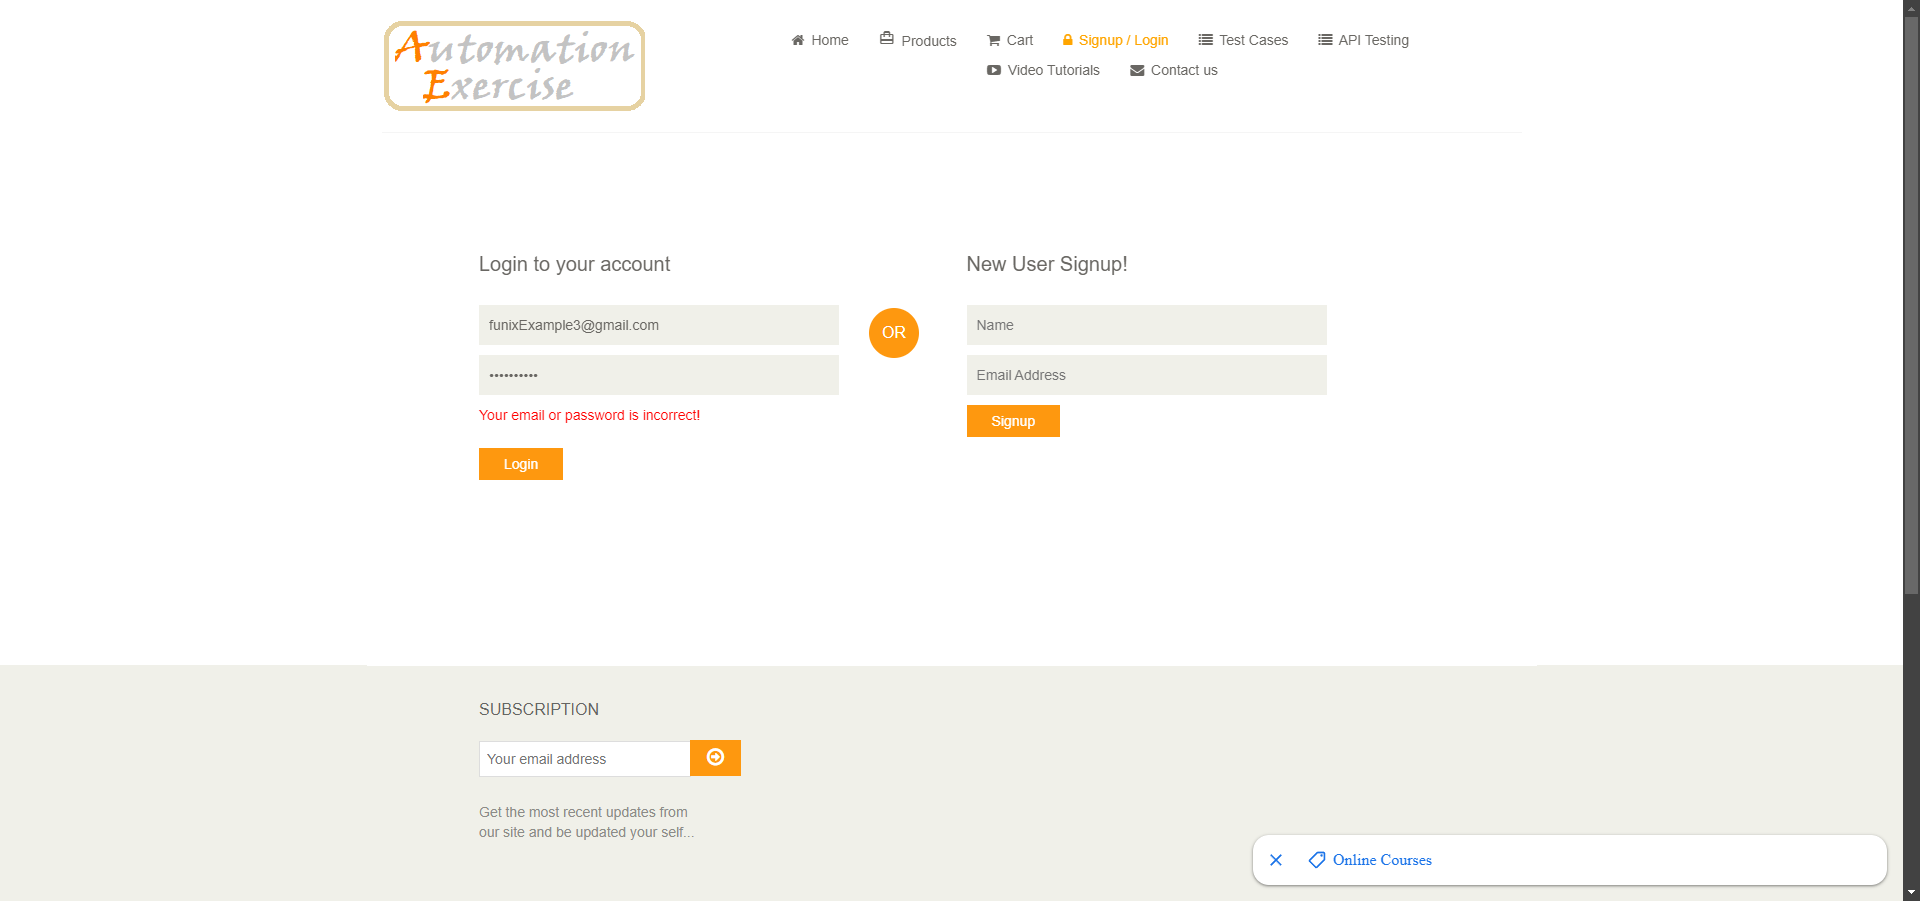 Automation
Exercise
Home
Products
Cart
Signup / Login
Test Cases
API Testing
Video Tutorials
Contact us
Login to your account
funixExample3@gmail.com
••••••••••
Your email or password is incorrect!
Login
OR
New User Signup!
Name
Email Address
Signup
SUBSCRIPTION
Your email address
Get the most recent updates from
our site and be updated your self...
Online Courses